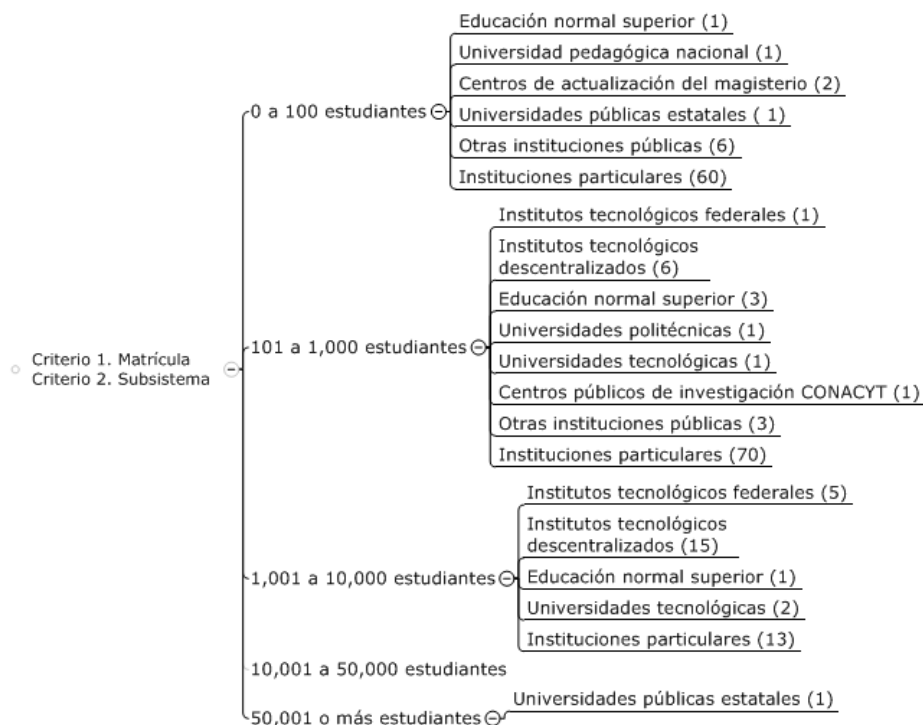 Criterio 1. Matrícula
Criterio 2. Subsistema
0 a 100 estudiantes
Educación normal superior (1)
Universidad pedagógica nacional (1)
Centros de actualización del magisterio (2)
Universidades públicas estatales ( 1)
Otras instituciones públicas (6)
Instituciones particulares (60)
101 a 1,000 estudiantes
Institutos tecnológicos federales (1)
Institutos tecnológicos
descentralizados (6)
Educación normal superior (3)
Universidades politécnicas (1)
Universidades tecnológicas (1)
Centros públicos de investigación CONACYT (1)
Otras instituciones públicas (3)
Instituciones particulares (70)
1,001 a 10,000 estudiantes
Institutos tecnológicos federales (5)
Institutos tecnológicos
descentralizados (15)
Educación normal superior (1)
Universidades tecnológicas (2)
Instituciones particulares (13)
10,001 a 50,000 estudiantes
50,001 o más estudiantes
Universidades públicas estatales (1)